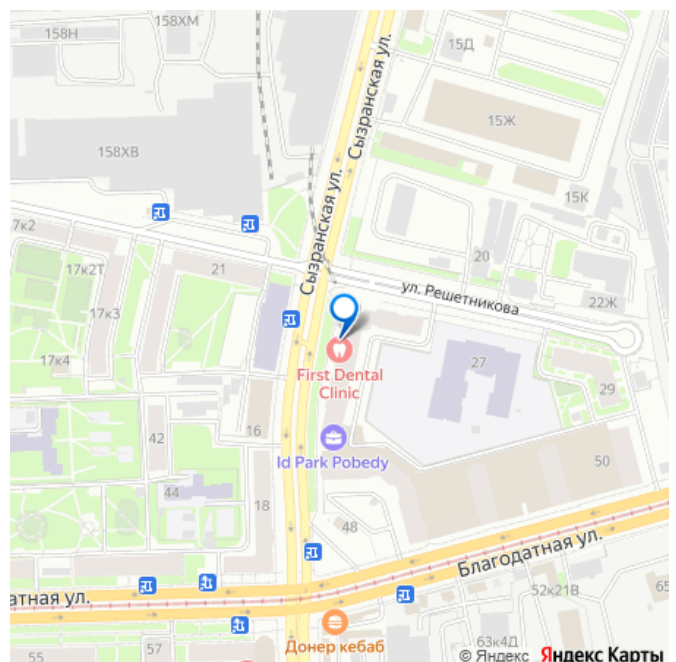 158Н
158ХМ
15Д
Сызранская ул.
15Ж
158ХВ
15К
7к2
Сызранская ул.
17к2Т
21
20
ул. Решетникова
22Ж
17к3
17к4
27
First Dental
Clinic
29
16
42
Id Park Pobedy
50
44
18
48
Благодатная ул.
атная ул.
52к21В
65
Донер кебаб
63к4Д
57
55
© Яндекс Яндекс Карты